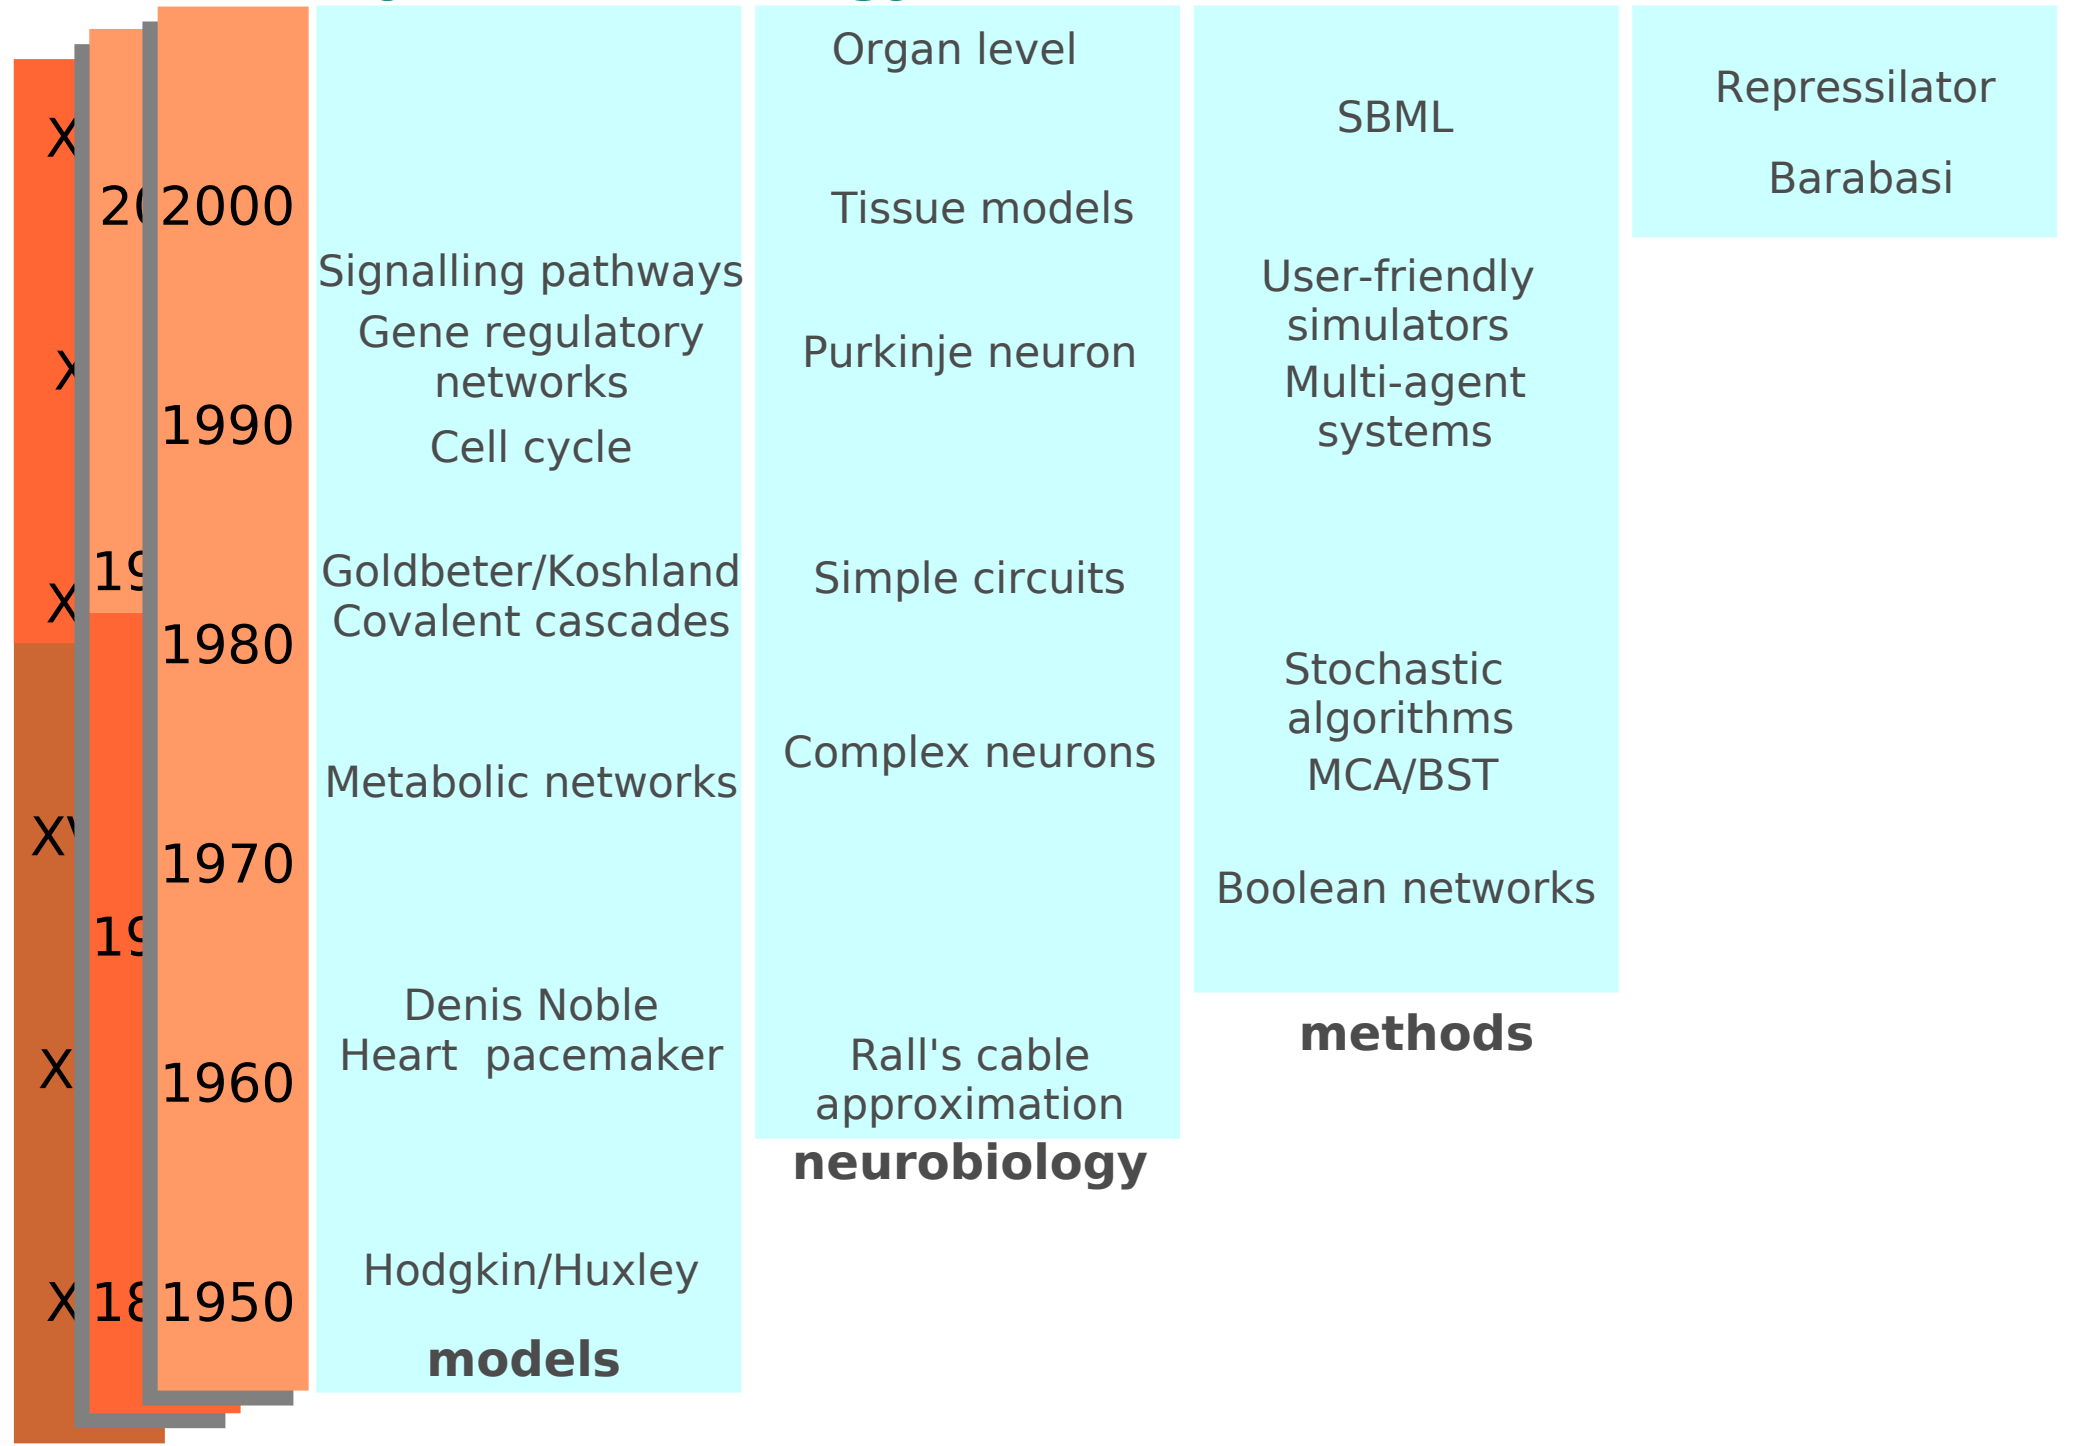 2000
1990
1980
1970
1960
1950
Signalling pathways
Gene regulatory
networks
Cell cycle
Goldbeter/Koshland
Covalent cascades
Metabolic networks
Denis Noble
Heart  pacemaker
Hodgkin/Huxley
models
Organ level
Tissue models
Purkinje neuron
Simple circuits
Complex neurons
Rall's cable
approximation
neurobiology
SBML
User-friendly
simulators
Multi-agent
systems
Stochastic
algorithms
MCA/BST
Boolean networks
methods
Repressilator
Barabasi